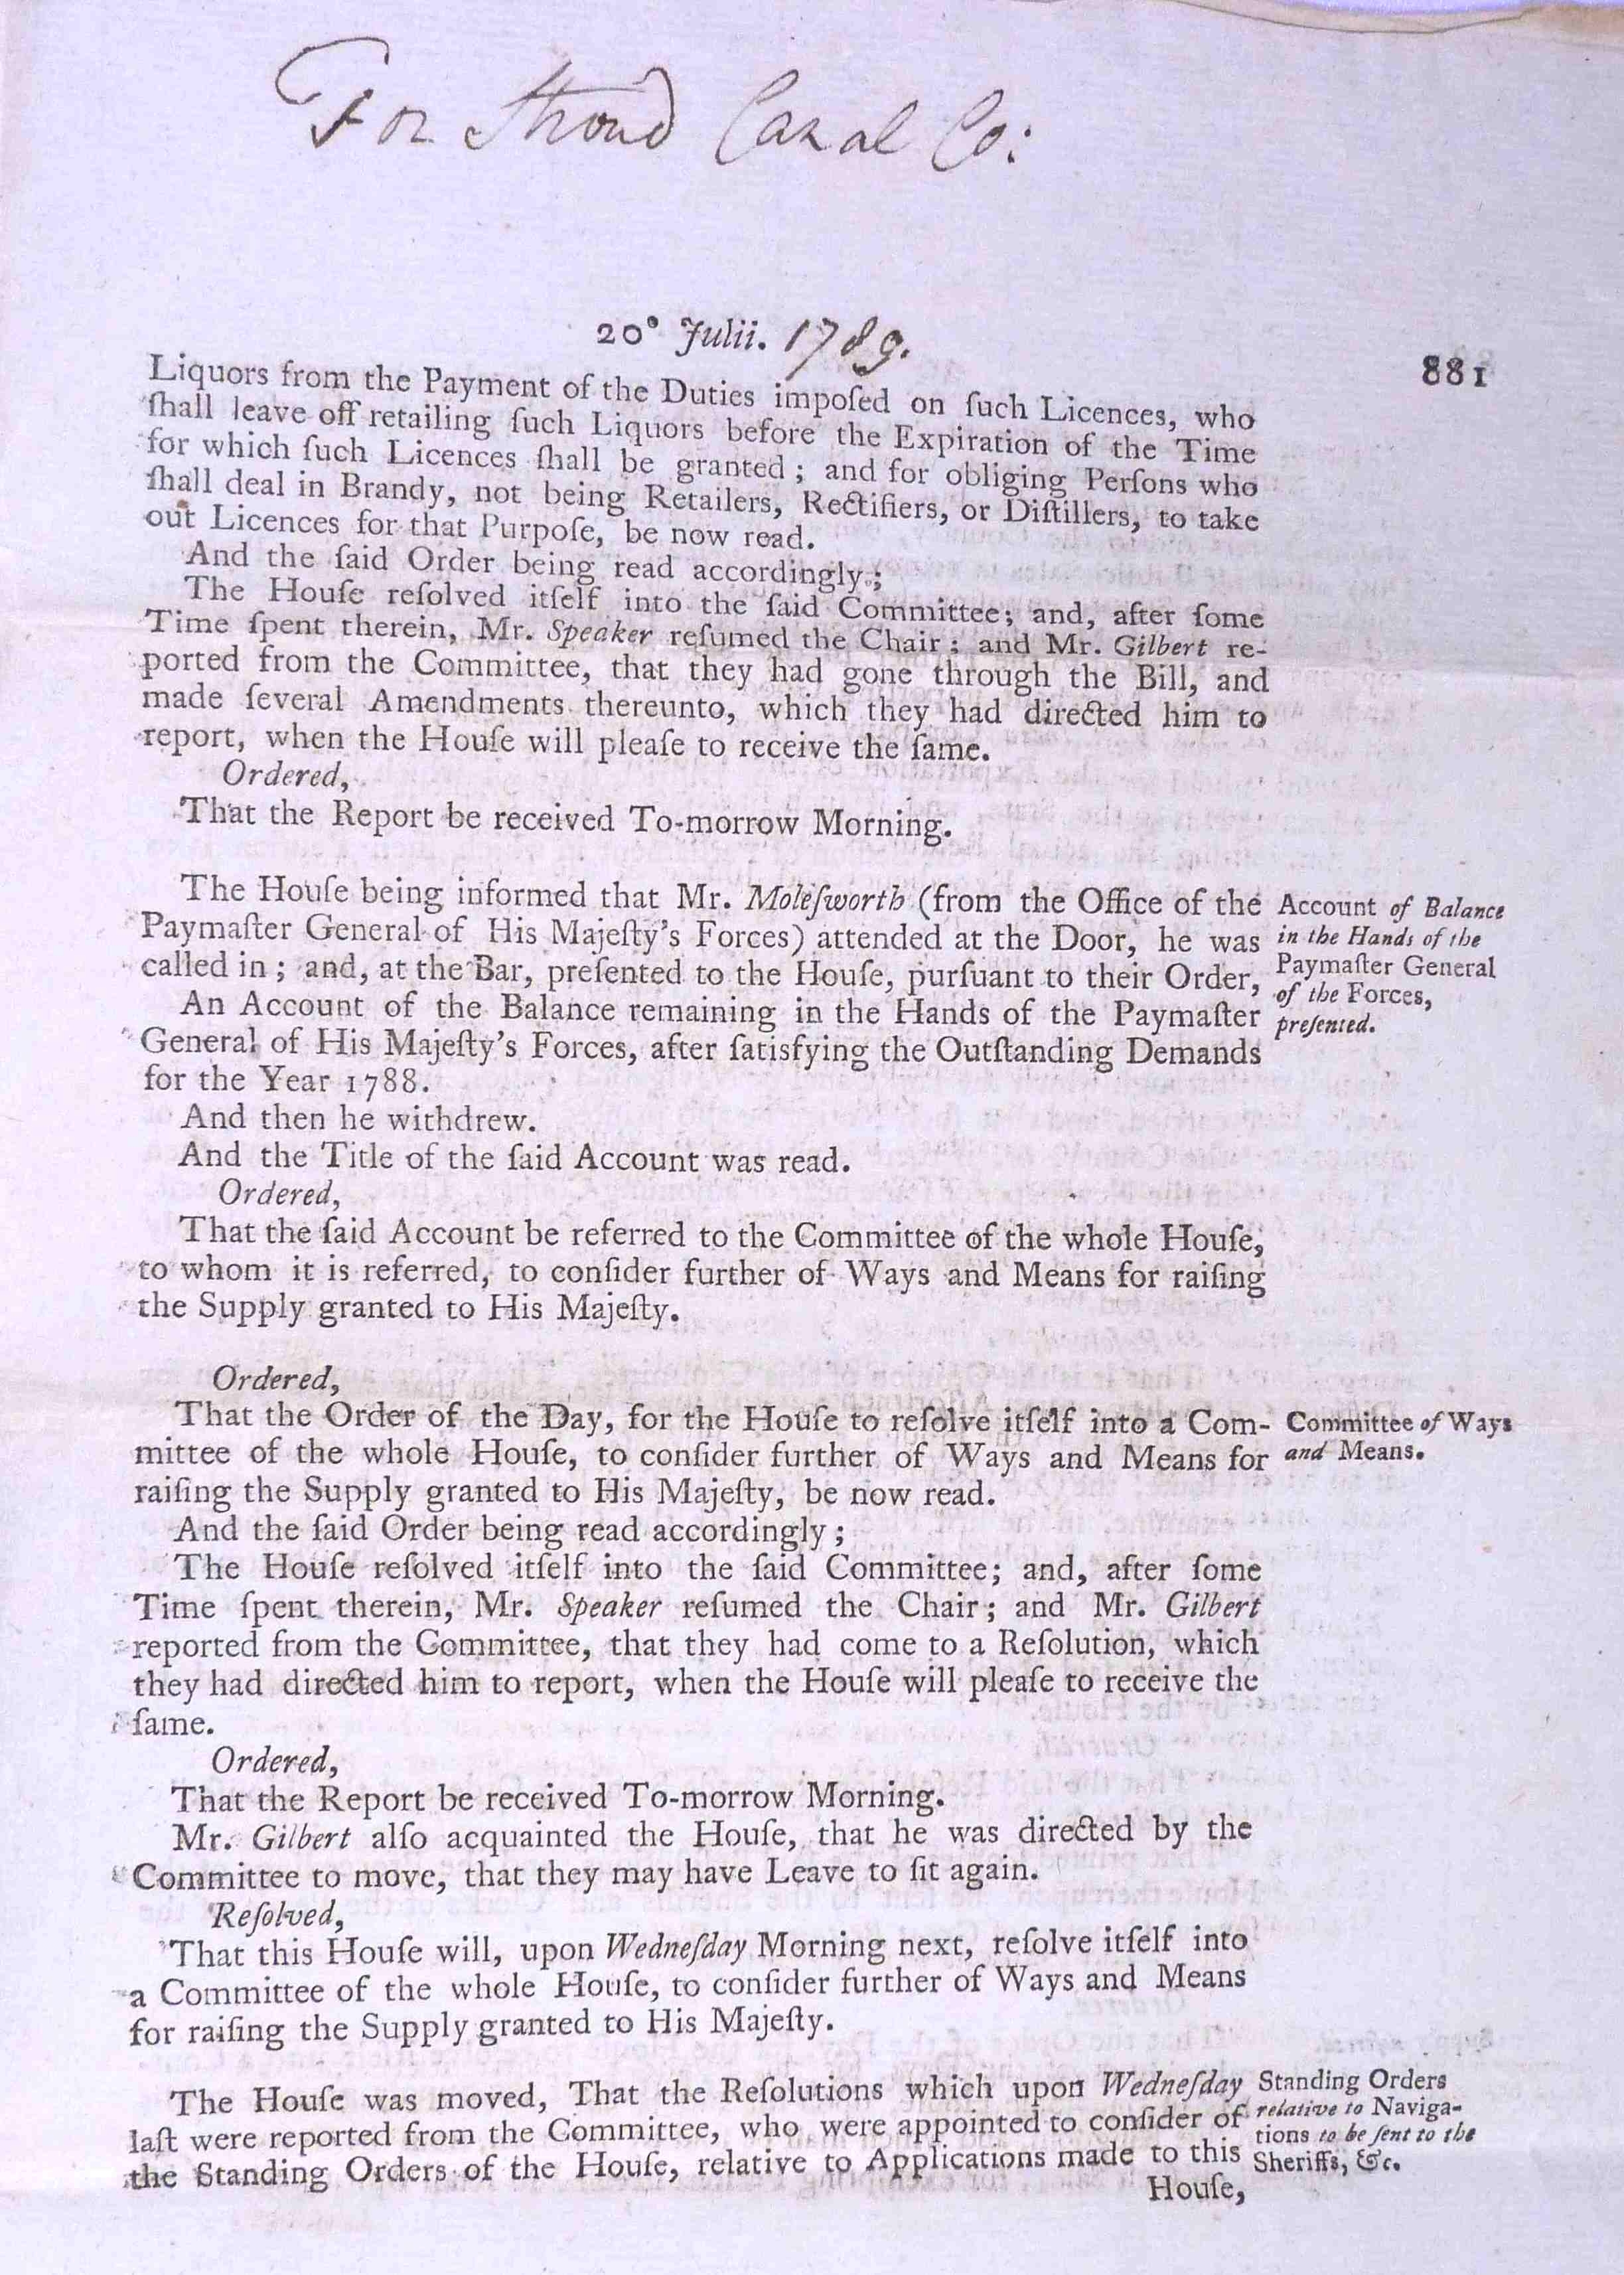 For Stroud Canal Co:
20° Julii. 1789.
881
Liquors from the Payment of the Duties impoſed on ſuch Licences, who
ſhall leave off retailing ſuch Liquors before the Expiration of the Time
for which ſuch Licences ſhall be granted; and for obliging Perſons who
ſhall deal in Brandy, not being Retailers, Rectifiers, or Diſtillers, to take
out Licences for that Purpoſe, be now read.
And the ſaid Order being read accordingly;
The Houſe reſolved itſelf into the ſaid Committee; and, after ſome
Time ſpent therein, Mr. Speaker reſumed the Chair; and Mr. Gilbert re-
ported from the Committee, that they had gone through the Bill, and
made ſeveral Amendments thereunto, which they had directed him to
report, when the Houſe will pleaſe to receive the ſame.
Ordered,
That the Report be received To-morrow Morning.
The Houſe being informed that Mr. Moleſworth (from the Office of the
Paymaſter General of His Majeſty's Forces) attended at the Door, he was
called in; and, at the Bar, preſented to the Houſe, purſuant to their Order,
An Account of the Balance remaining in the Hands of the Paymaſter
General of His Majeſty's Forces, after ſatisfying the Outſtanding Demands
for the Year 1788.
Account of Balance
in the Hands of the
Paymaſter General
of the Forces,
preſented.
And then he withdrew.
And the Title of the ſaid Account was read.
Ordered,
That the ſaid Account be referred to the Committee of the whole Houſe,
to whom it is referred, to conſider further of Ways and Means for raiſing
the Supply granted to His Majeſty.
Ordered,
That the Order of the Day, for the Houſe to reſolve itſelf into a Com-
mittee of the whole Houſe, to conſider further of Ways and Means for
raiſing the Supply granted to His Majeſty, be now read.
Committee of Ways
and Means.
And the ſaid Order being read accordingly;
The Houſe reſolved itſelf into the ſaid Committee; and, after ſome
Time ſpent therein, Mr. Speaker reſumed the Chair; and Mr. Gilbert
reported from the Committee, that they had come to a Reſolution, which
they had directed him to report, when the Houſe will pleaſe to receive the
ſame.
Ordered,
That the Report be received To-morrow Morning.
Mr. Gilbert alſo acquainted the Houſe, that he was directed by the
Committee to move, that they may have Leave to ſit again.
Reſolved,
That this Houſe will, upon Wedneſday Morning next, reſolve itſelf into
a Committee of the whole Houſe, to conſider further of Ways and Means
for raiſing the Supply granted to His Majeſty.
The Houſe was moved, That the Reſolutions which upon Wedneſday
laſt were reported from the Committee, who were appointed to conſider of
the Standing Orders of the Houſe, relative to Applications made to this
Houſe,
Standing Orders
relative to Naviga-
tions to be ſent to the
Sheriffs, &c.